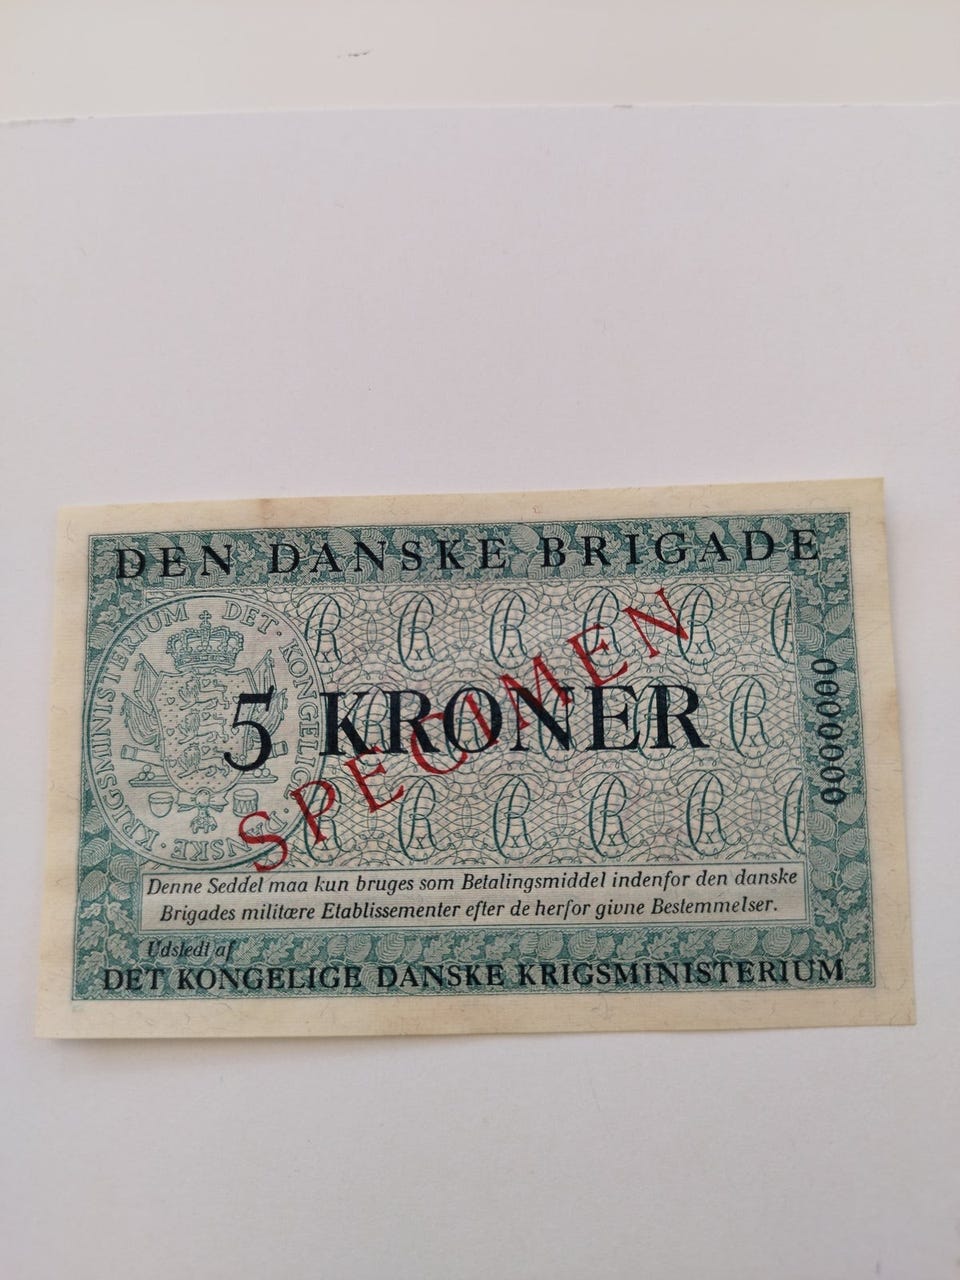 DEN DANSKE BRIGADE
KRIGSMINISTERIUM DET KONGELIGE DANSKE
5 KRONER
SPECIMEN
0000000
Denne Seddel maa kun bruges som Betalingsmiddel indenfor den danske
Brigades militære Etablissementer efter de herfor givne Bestemmelser.
Udstedt af
DET KONGELIGE DANSKE KRIGSMINISTERIUM